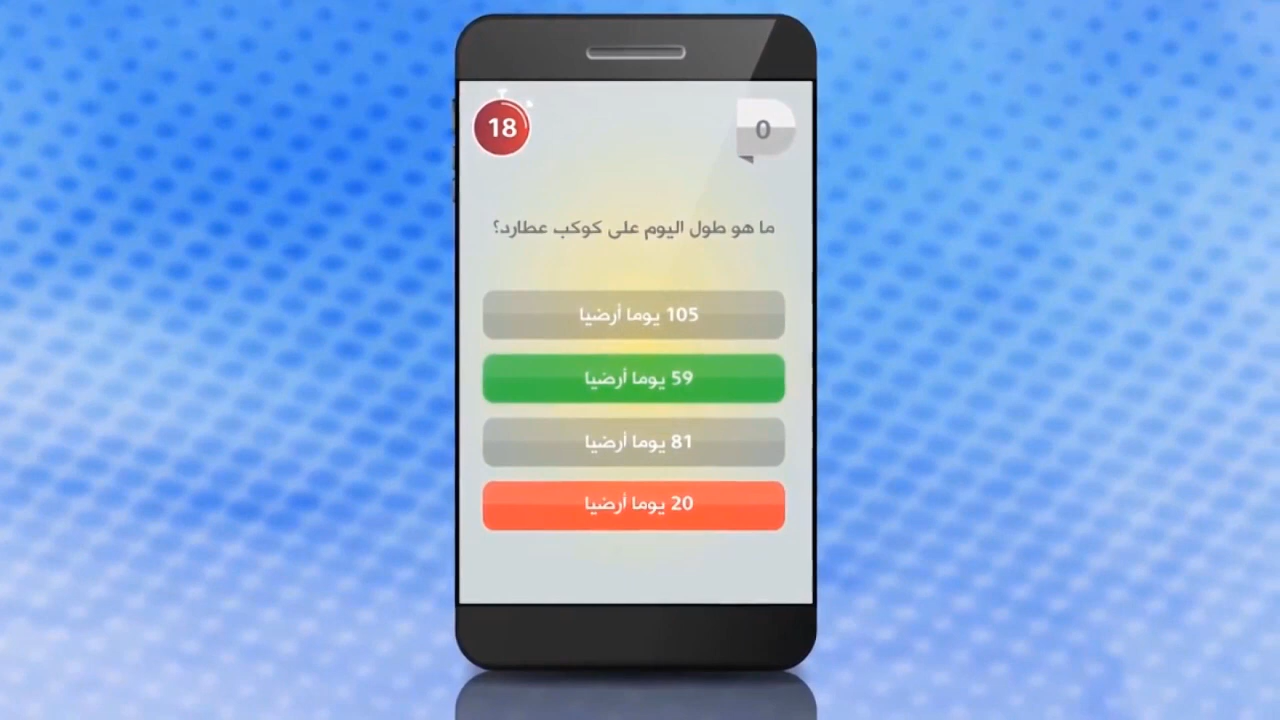 18
0
ما هو طول اليوم على كوكب عطارد؟
105 يوما أرضيا
59 يوما أرضيا
81 يوما أرضيا
20 يوما أرضيا